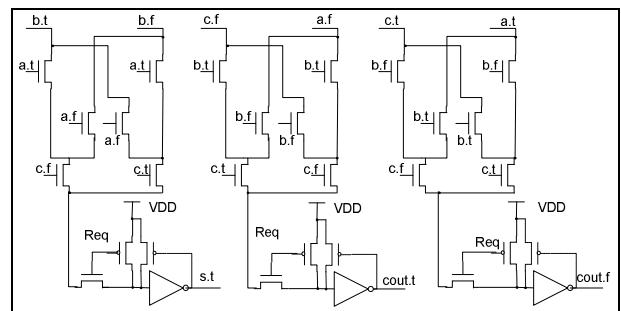 b.t b.f c.f a.f c.t a.t
a.t a.t b.t b.t b.f b.f
a.f a.f b.f b.f b.t b.t
c.f c.t c.t c.f c.f c.t
VDD VDD VDD
Req Req Req
s.t cout.t cout.f